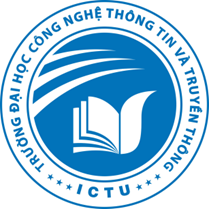 TRƯỜNG ĐẠI HỌC CÔNG NGHỆ THÔNG TIN VÀ TRUYỀN THÔNG
ICTU